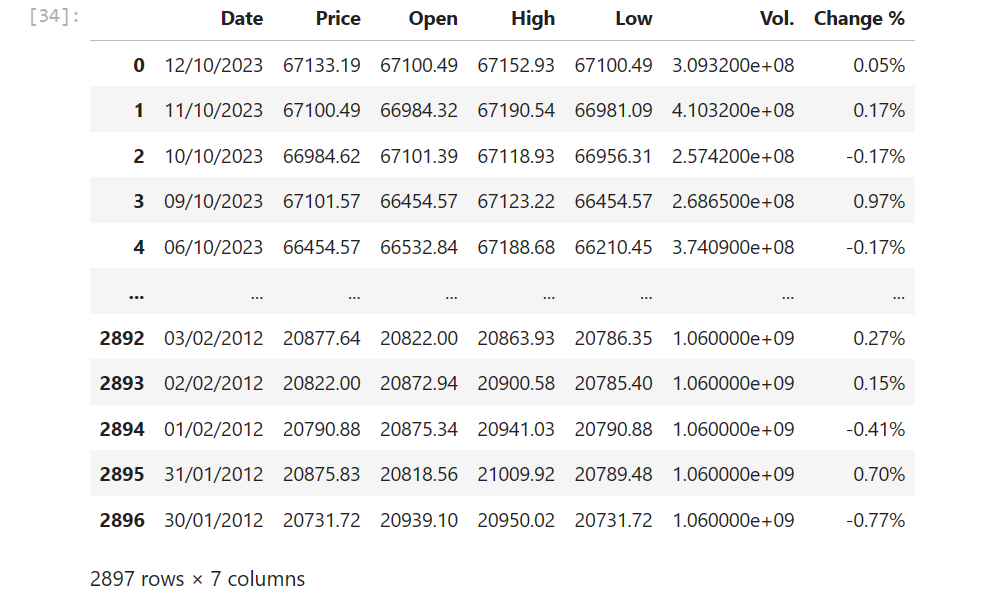 [34]:
Date Price Open High Low Vol. Change %
0 12/10/2023 67133.19 67100.49 67152.93 67100.49 3.093200e+08 0.05%
1 11/10/2023 67100.49 66984.32 67190.54 66981.09 4.103200e+08 0.17%
2 10/10/2023 66984.62 67101.39 67118.93 66956.31 2.574200e+08 -0.17%
3 09/10/2023 67101.57 66454.57 67123.22 66454.57 2.686500e+08 0.97%
4 06/10/2023 66454.57 66532.84 67188.68 66210.45 3.740900e+08 -0.17%
... ... ... ... ... ... ... ...
2892 03/02/2012 20877.64 20822.00 20863.93 20786.35 1.060000e+09 0.27%
2893 02/02/2012 20822.00 20872.94 20900.58 20785.40 1.060000e+09 0.15%
2894 01/02/2012 20790.88 20875.34 20941.03 20790.88 1.060000e+09 -0.41%
2895 31/01/2012 20875.83 20818.56 21009.92 20789.48 1.060000e+09 0.70%
2896 30/01/2012 20731.72 20939.10 20950.02 20731.72 1.060000e+09 -0.77%
2897 rows × 7 columns